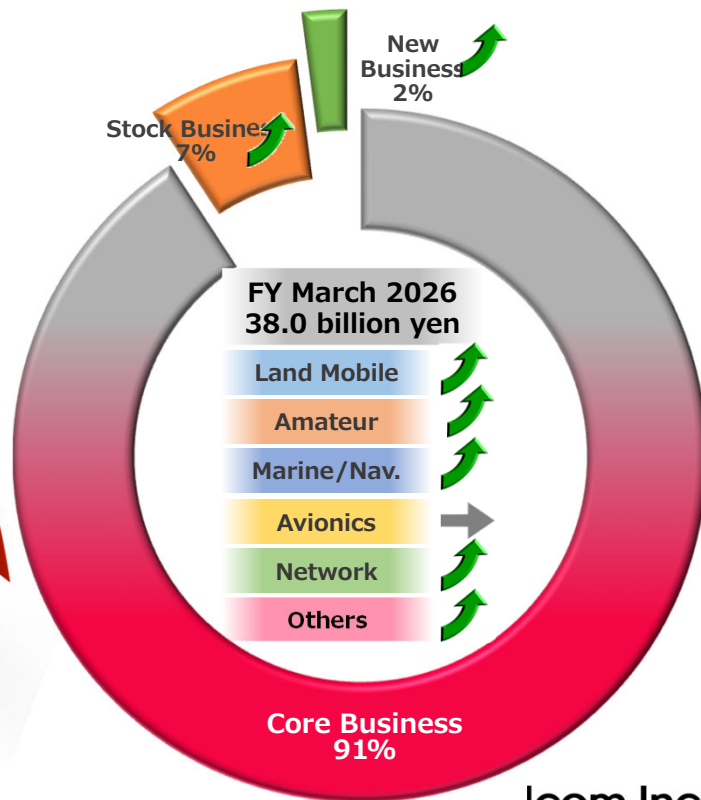 New
Business
2%
Stock Busines
7%
FY March 2026
38.0 billion yen
Land Mobile
Amateur
Marine/Nav.
Avionics
Network
Others
Core Business
91%